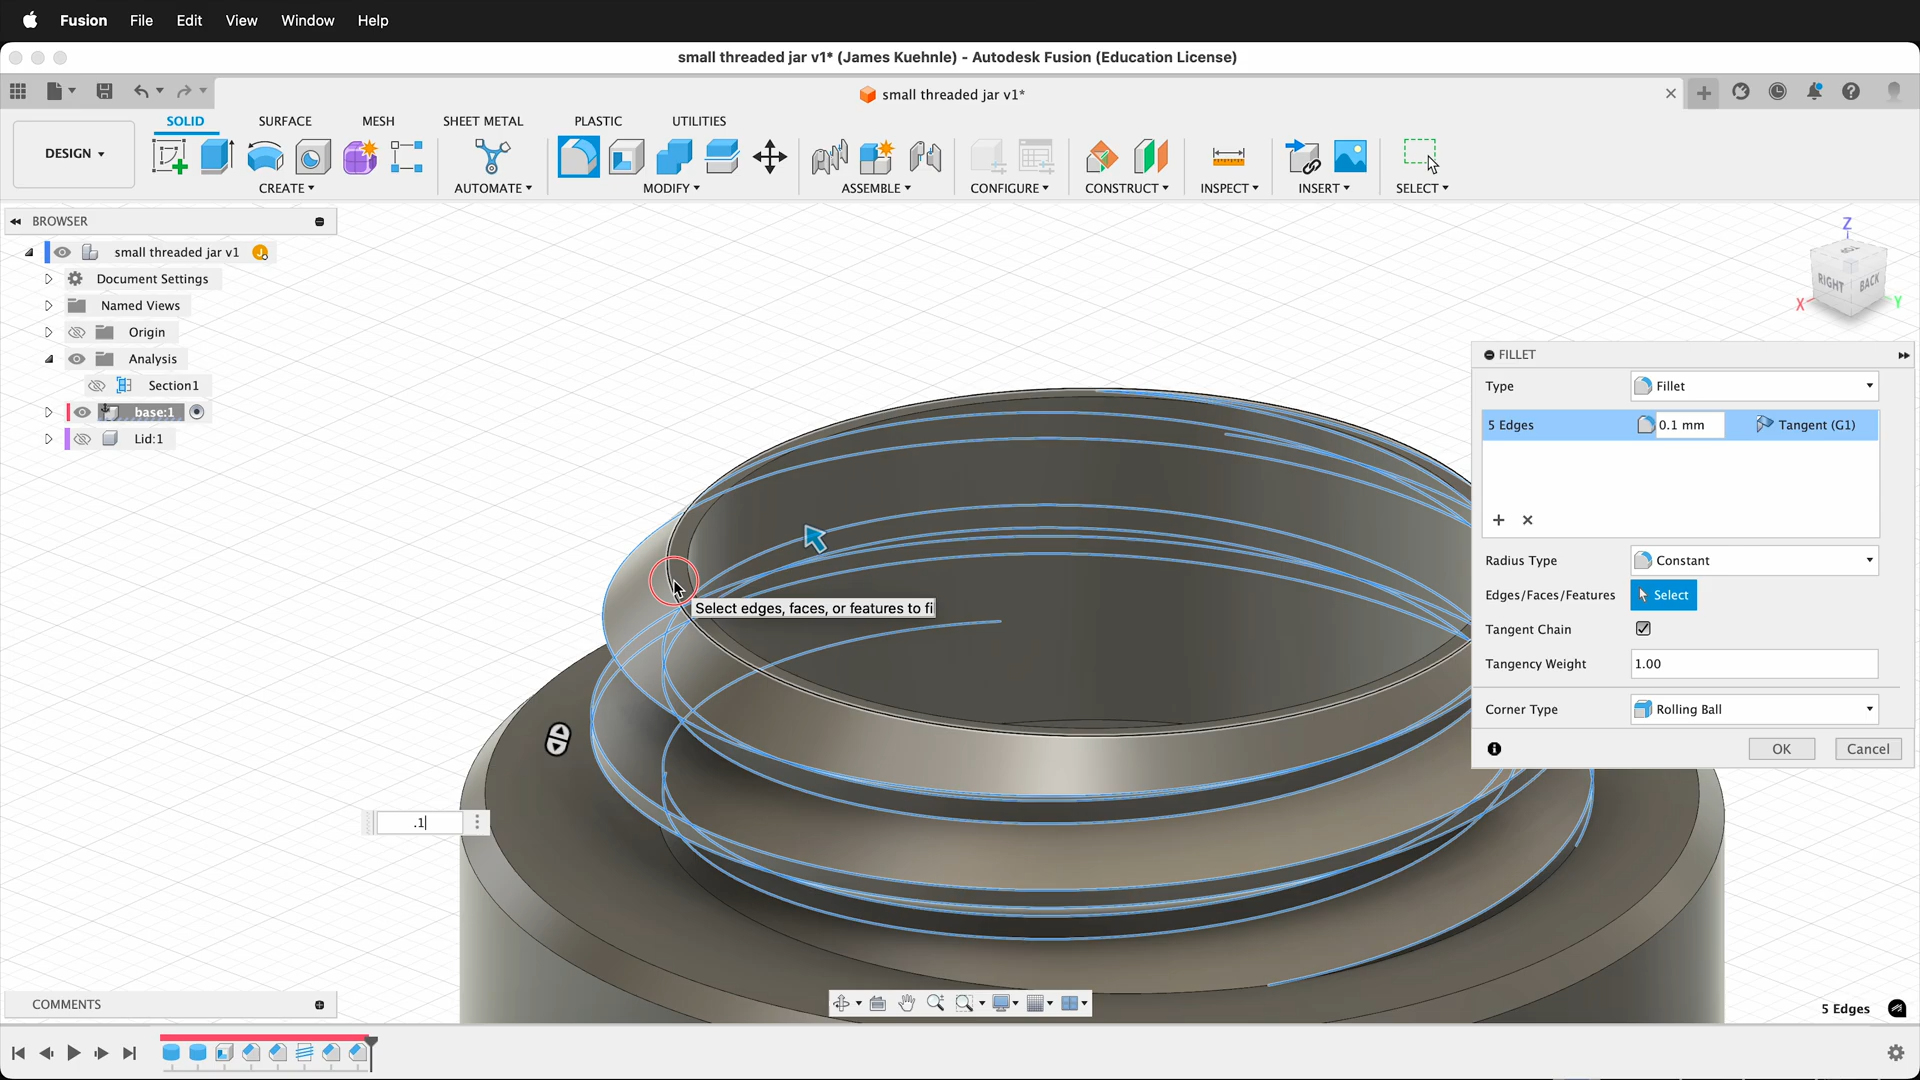 Fusion File Edit View Window Help
small threaded jar v1* (James Kuehnle) - Autodesk Fusion (Education License)
small threaded jar v1*
SOLID SURFACE MESH SHEET METAL PLASTIC UTILITIES
DESIGN
CREATE AUTOMATE MODIFY ASSEMBLE CONFIGURE CONSTRUCT INSPECT INSERT SELECT
BROWSER
small threaded jar v1
Document Settings
Named Views
Origin
Analysis
Section1
base:1
Lid:1
Z
TOP
RIGHT BACK
X Y
FILLET
Type Fillet
5 Edges 0.1 mm Tangent (G1)
Radius Type Constant
Edges/Faces/Features Select
Tangent Chain
Tangency Weight 1.00
Corner Type Rolling Ball
OK Cancel
Select edges, faces, or features to fi
.1
COMMENTS
5 Edges